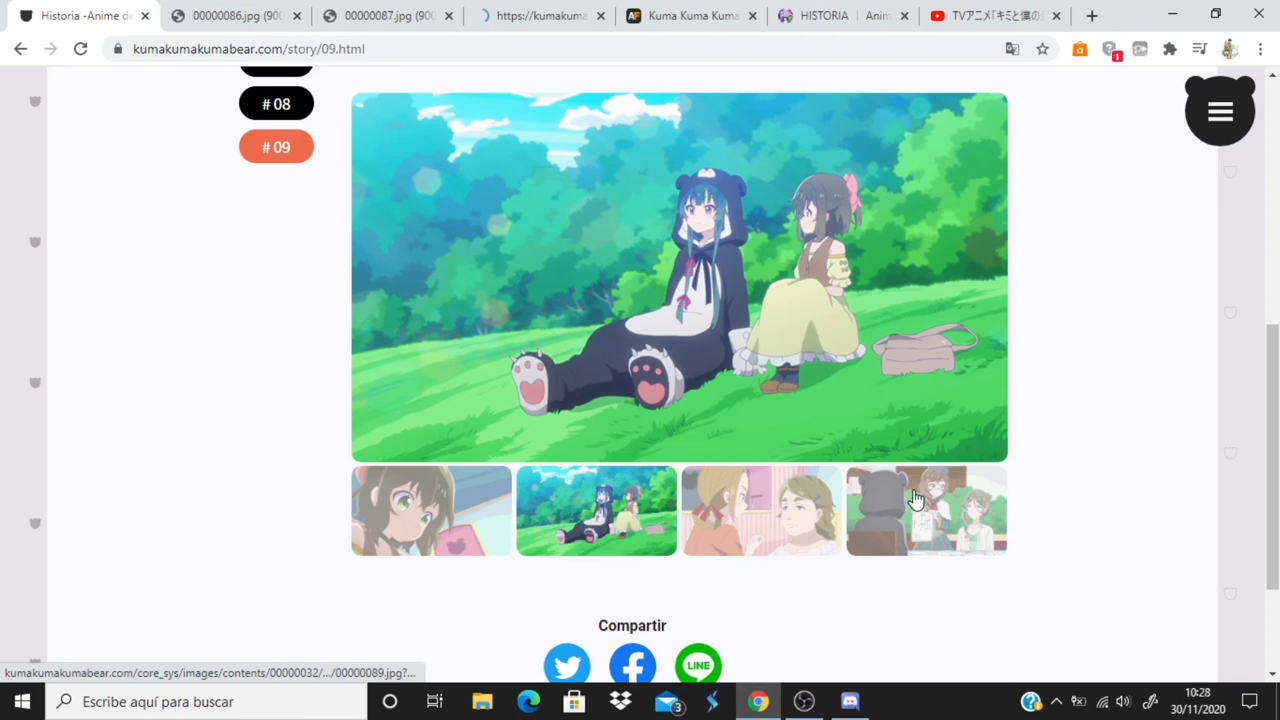 Historia -Anime de
00000086.jpg (900
00000087.jpg (900
https://kumakuma
Kuma Kuma Kuma
HISTORIA | Anim
TVアニメ「キミと僕の
kumakumakumabear.com/story/09.html
1
# 08
# 09
Compartir
LINE
kumakumakumabear.com/core_sys/images/contents/00000032/.../00000089.jpg?...
Escribe aquí para buscar
3
10:28
30/11/2020